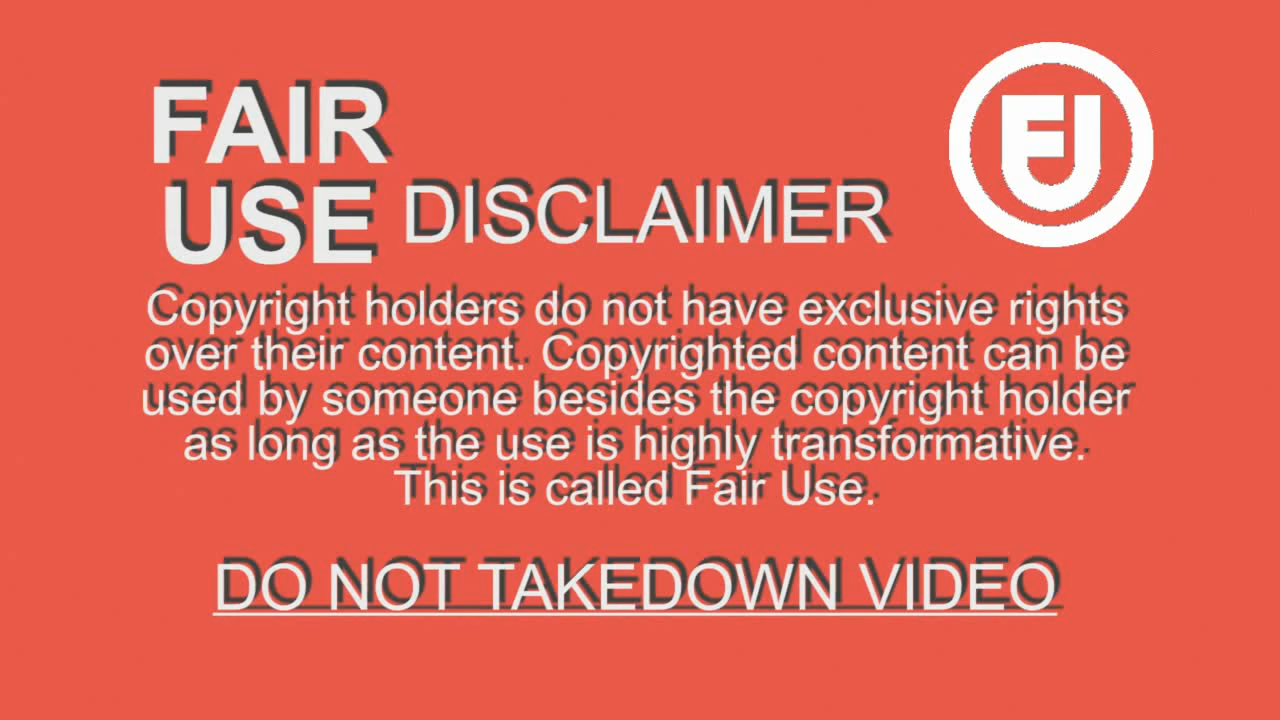 FAIR
USE DISCLAIMER
Copyright holders do not have exclusive rights
over their content. Copyrighted content can be
used by someone besides the copyright holder
as long as the use is highly transformative.
This is called Fair Use.
DO NOT TAKEDOWN VIDEO